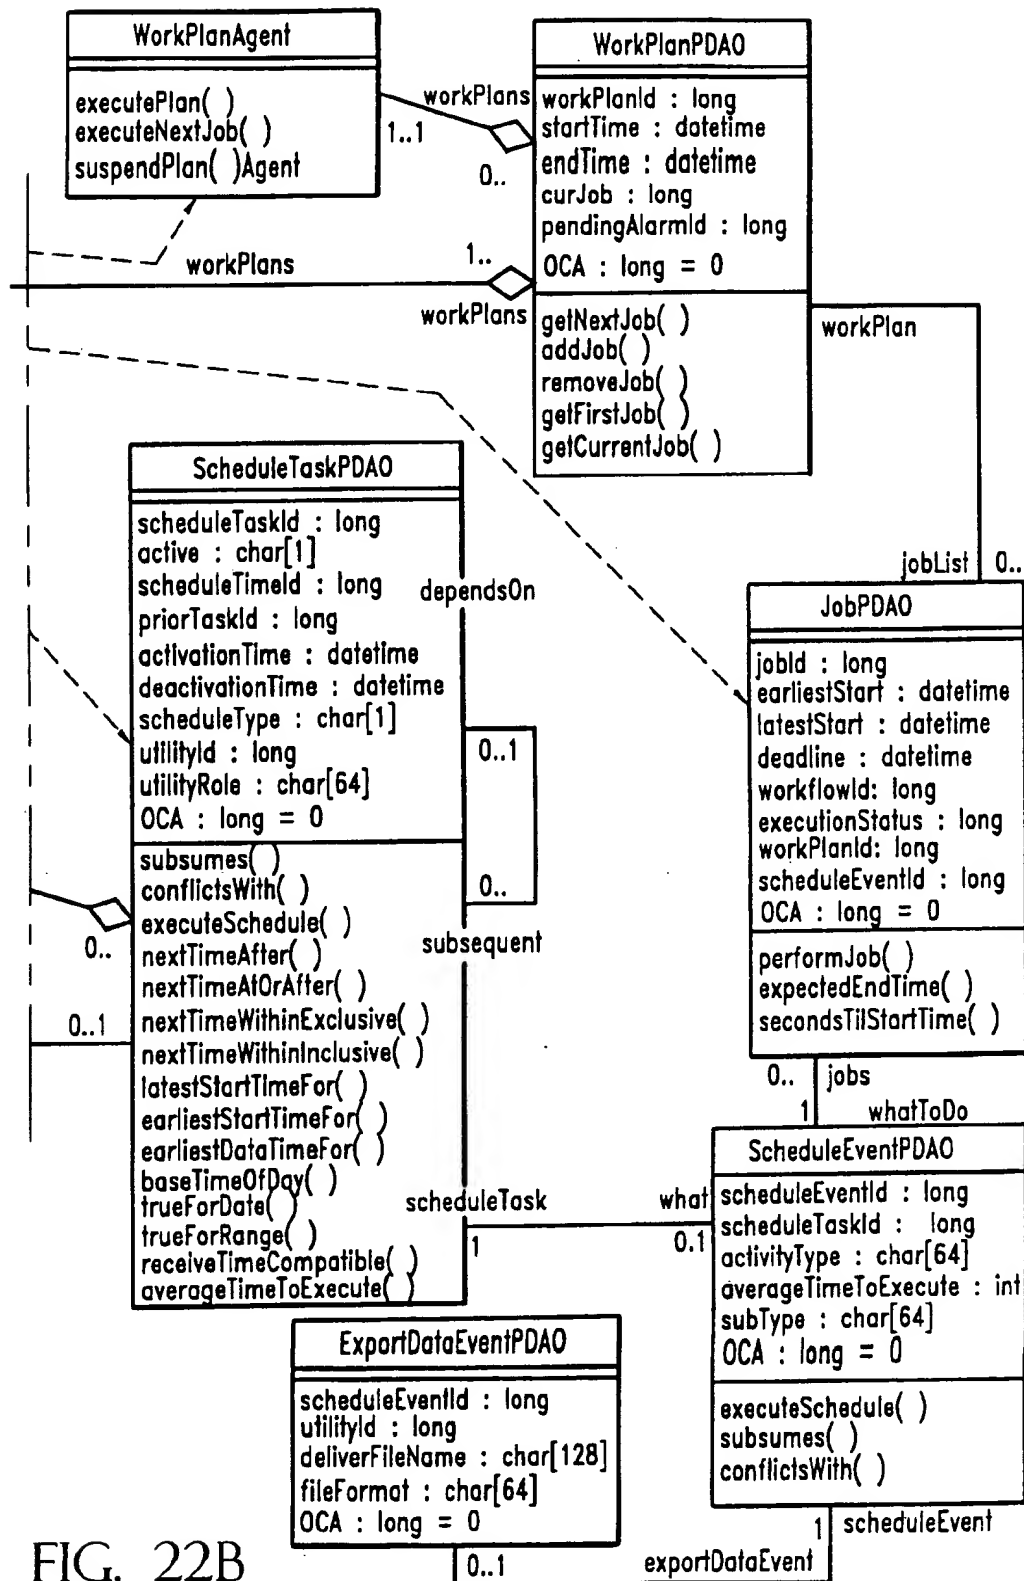 WorkPlanAgent
executePlan( )
executeNextJob( )
suspendPlan( )Agent
workPlans
1..1
0..
WorkPlanPDAO
workPlanId : long
startTime : datetime
endTime : datetime
curJob : long
pendingAlarmId : long
OCA : long = 0
getNextJob( )
addJob( )
removeJob( )
getFirstJob( )
getCurrentJob( )
workPlans
1..
workPlans
workPlan
jobList
0..
ScheduleTaskPDAO
scheduleTaskId : long
active : char[1]
scheduleTimeId : long
priorTaskId : long
activationTime : datetime
deactivationTime : datetime
scheduleType : char[1]
utilityId : long
utilityRole : char[64]
OCA : long = 0
subsumes( )
conflictsWith( )
executeSchedule( )
nextTimeAfter( )
nextTimeAtOrAfter( )
nextTimeWithinExclusive( )
nextTimeWithinInclusive( )
latestStartTimeFor( )
earliestStartTimeFor( )
earliestDataTimeFor( )
baseTimeOfDay( )
trueForDate( )
trueForRange( )
receiveTimeCompatible( )
averageTimeToExecute( )
dependsOn
0..1
0..
subsequent
0..
0..1
JobPDAO
jobId : long
earliestStart : datetime
latestStart : datetime
deadline : datetime
workflowId: long
executionStatus : long
workPlanId: long
scheduleEventId : long
OCA : long = 0
performJob( )
expectedEndTime( )
secondsTilStartTime( )
0..
jobs
1
whatToDo
ScheduleEventPDAO
scheduleEventId : long
scheduleTaskId : long
activityType : char[64]
averageTimeToExecute : int
subType : char[64]
OCA : long = 0
executeSchedule( )
subsumes( )
conflictsWith( )
scheduleTask
1
what
0.1
ExportDataEventPDAO
scheduleEventId : long
utilityId : long
deliverFileName : char[128]
fileFormat : char[64]
OCA : long = 0
1
scheduleEvent
0..1
exportDataEvent
FIG. 22B